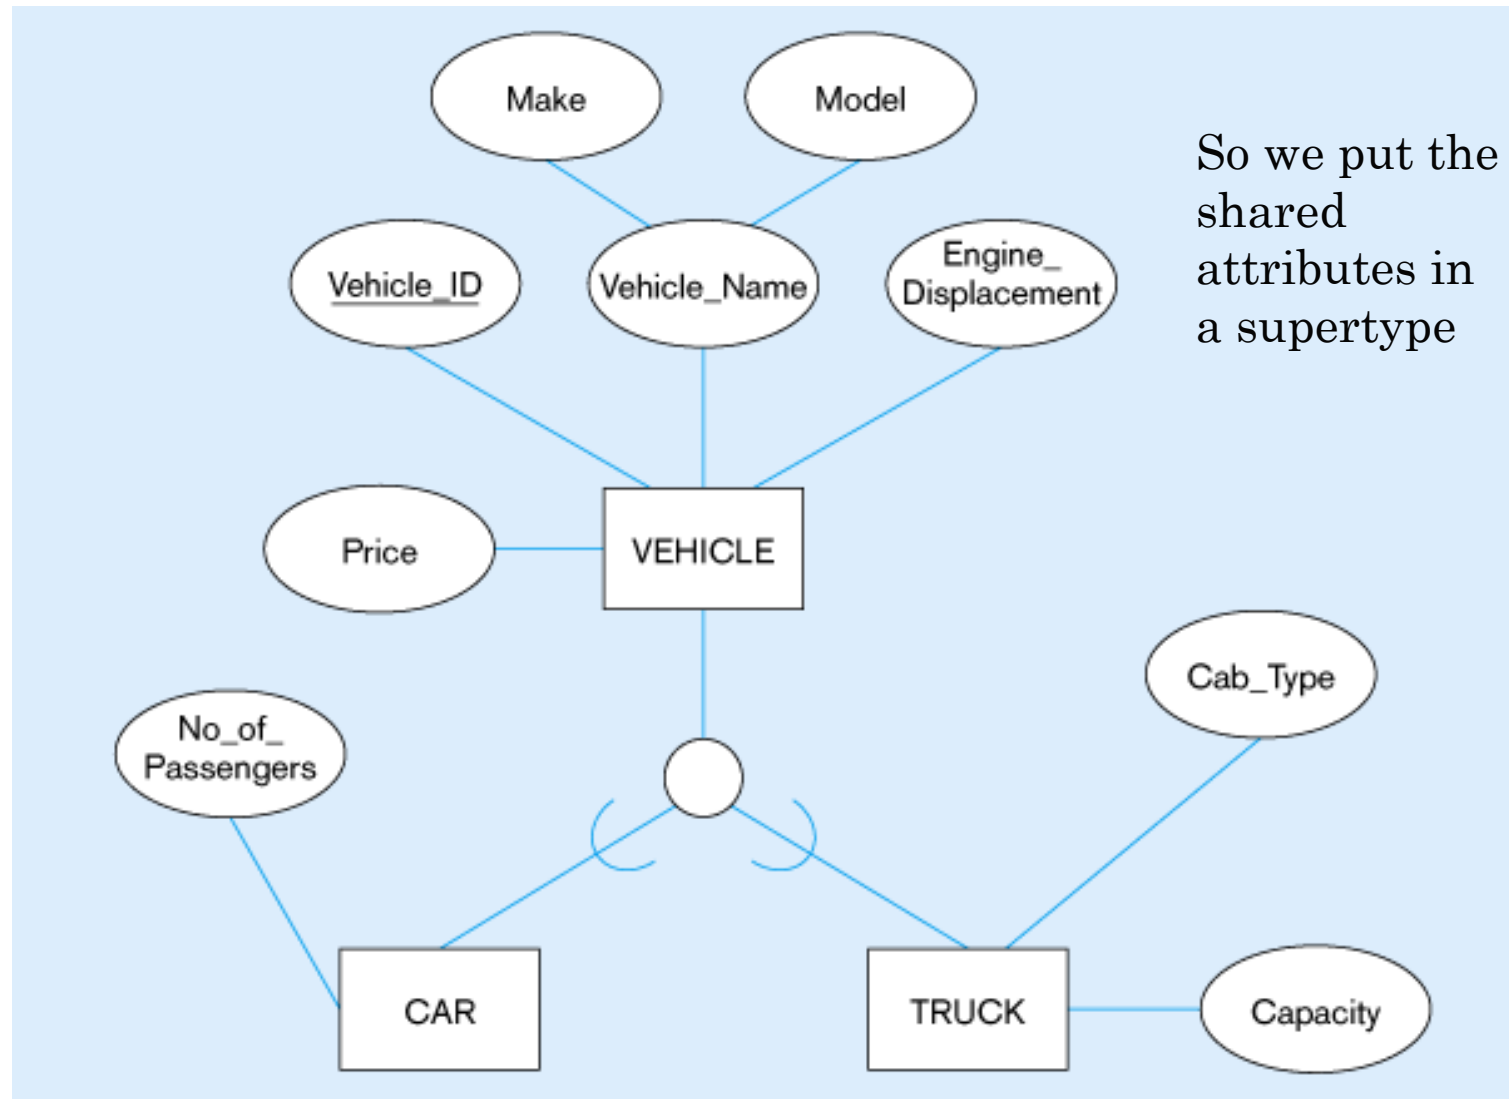 Make
Model
So we put the
shared
attributes in
a supertype
Vehicle_ID
Vehicle_Name
Engine_
Displacement
Price
VEHICLE
Cab_Type
No_of_
Passengers
CAR
TRUCK
Capacity